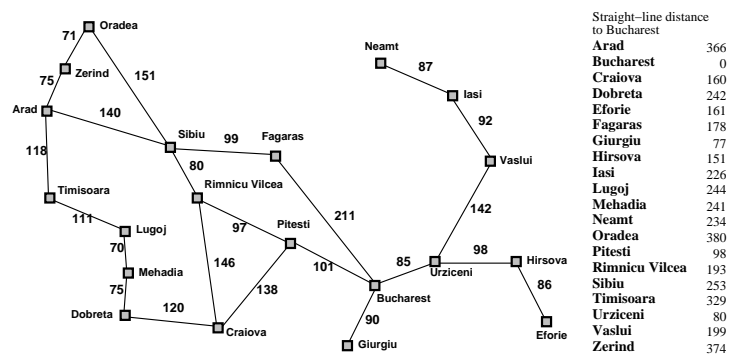 Oradea
71
Neamt
87
Zerind
151
75
Iasi
Arad
140
92
Sibiu
99
Fagaras
118
80
Vaslui
Timisoara
Rimnicu Vilcea
111
Lugoj
97
Pitesti
211
142
70
98
Hirsova
146
85
Mehadia
101
Urziceni
75
138
86
120
Bucharest
Dobreta
90
Craiova
Eforie
Giurgiu
Straight−line distance
to Bucharest
Arad 366
Bucharest 0
Craiova 160
Dobreta 242
Eforie 161
Fagaras 178
Giurgiu 77
Hirsova 151
Iasi 226
Lugoj 244
Mehadia 241
Neamt 234
Oradea 380
Pitesti 98
Rimnicu Vilcea 193
Sibiu 253
Timisoara 329
Urziceni 80
Vaslui 199
Zerind 374